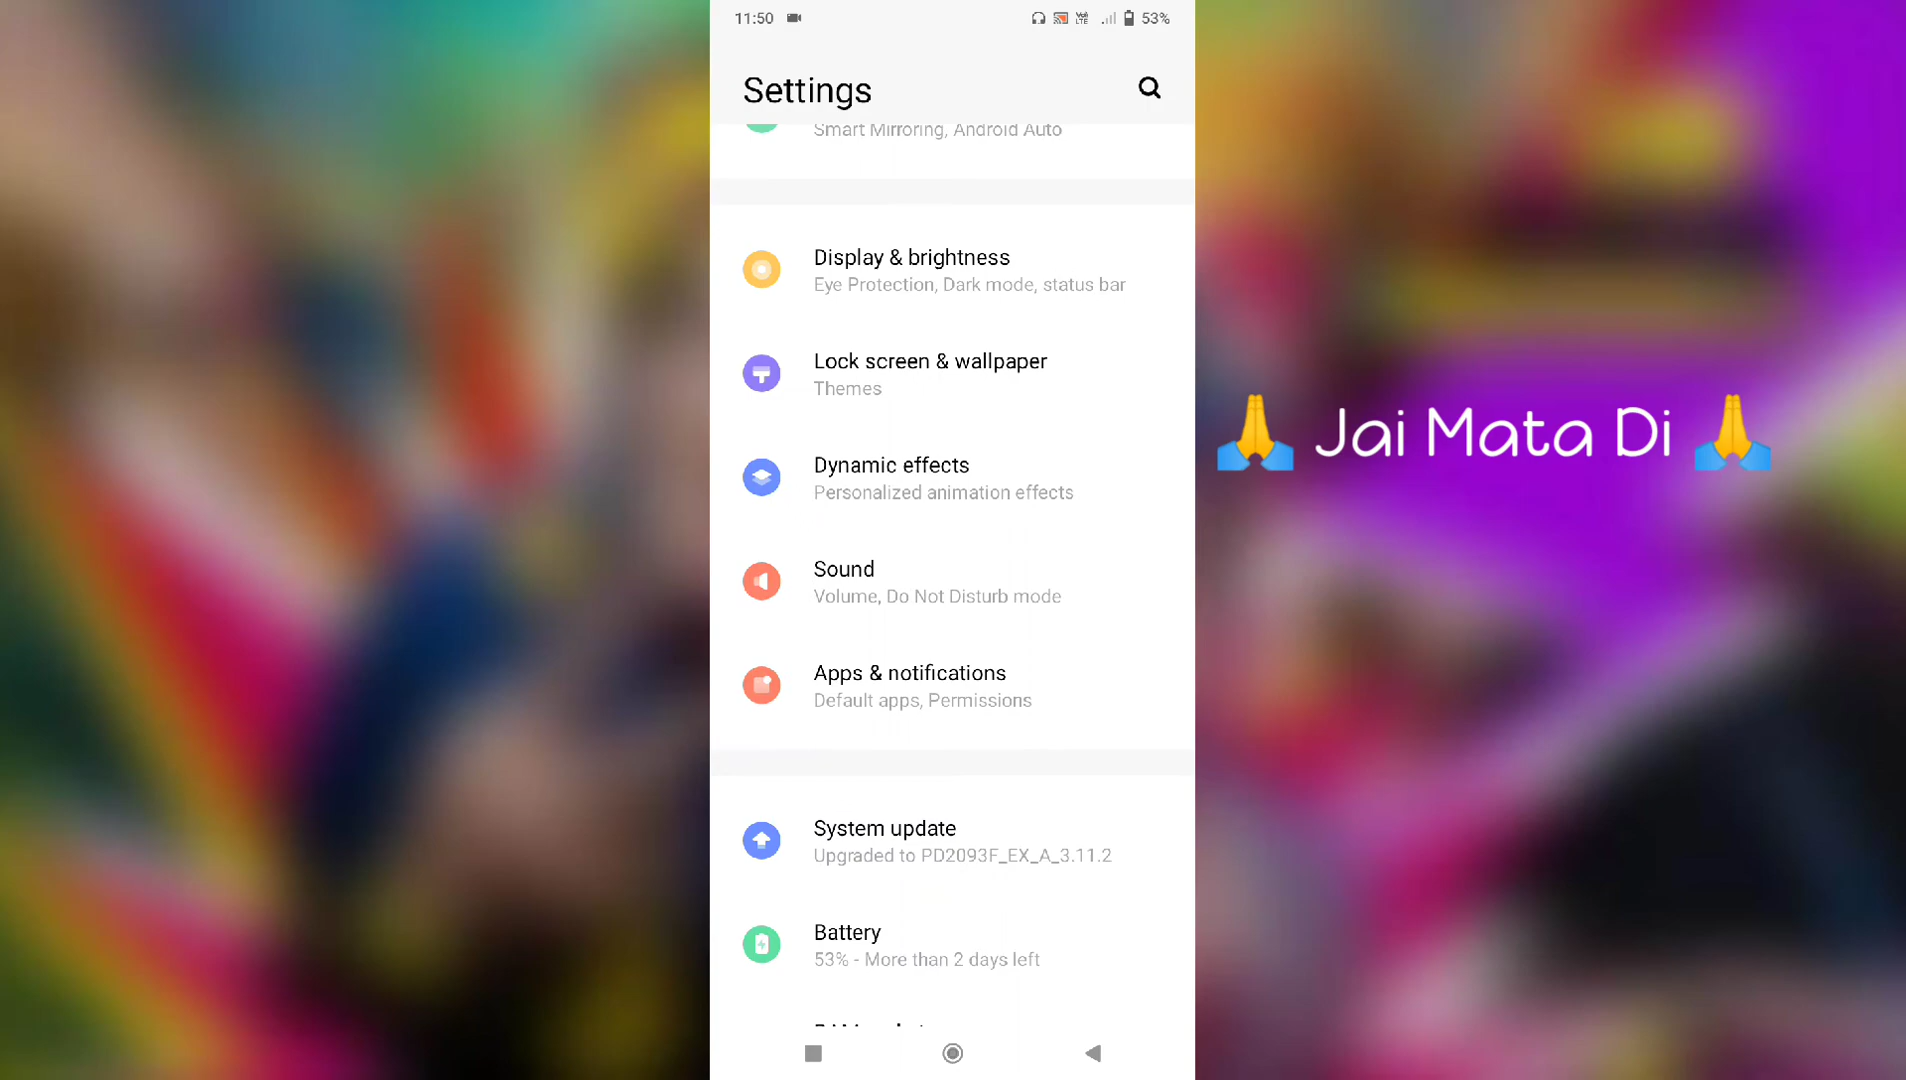 11:50
53%
Settings
Smart Mirroring, Android Auto
Display & brightness
Eye Protection, Dark mode, status bar
Lock screen & wallpaper
Themes
Dynamic effects
Personalized animation effects
🙏 Jai Mata Di 🙏
Sound
Volume, Do Not Disturb mode
Apps & notifications
Default apps, Permissions
System update
Upgraded to PD2093F_EX_A_3.11.2
Battery
53% - More than 2 days left